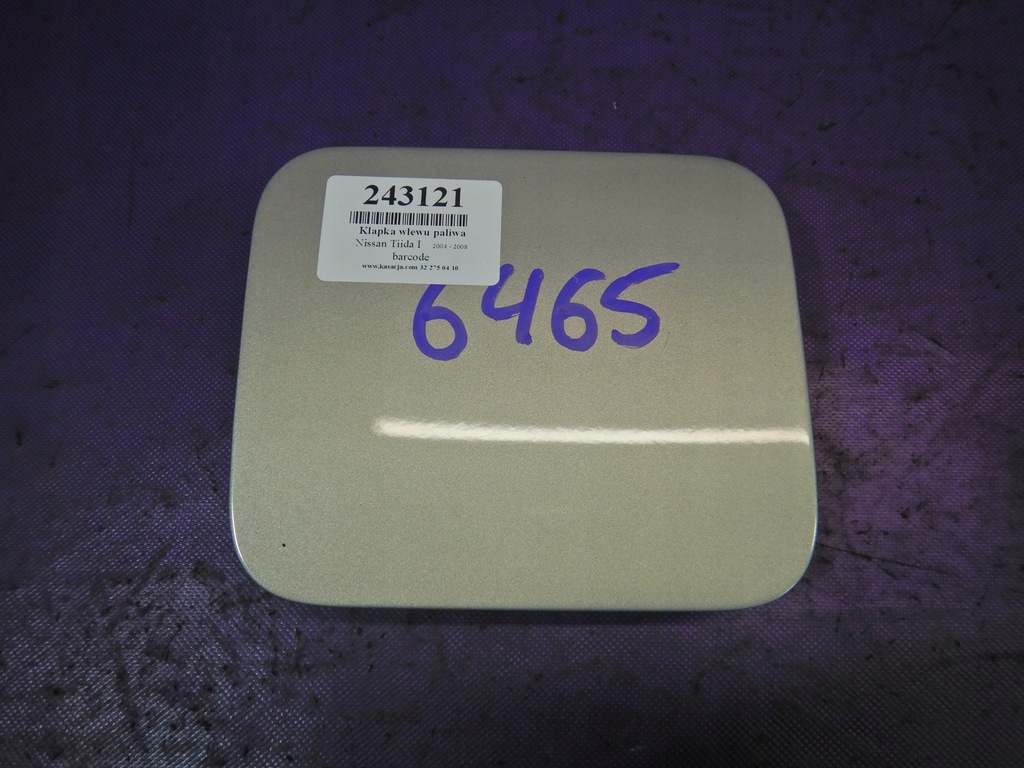 243121
Klapka wlewu paliwa
Nissan Tiida I 2004 - 2008
barcode
www.kasacja.com 32 275 04 10
6465